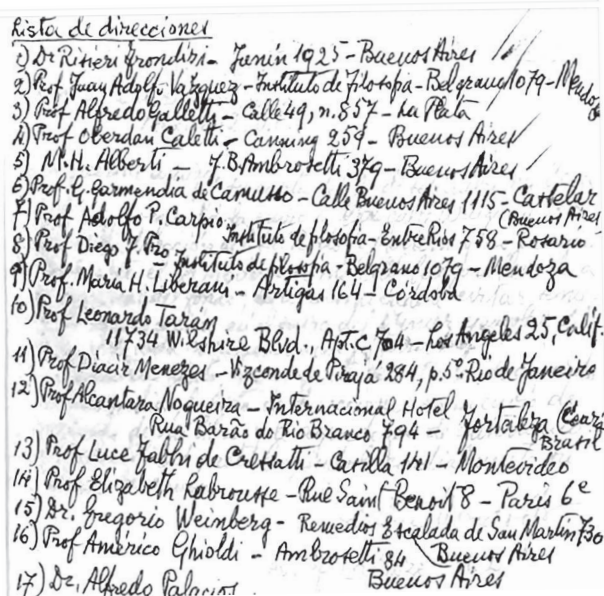 Lista de direcciones
1) Dr Risieri Frondizi - Junín 1925 - Buenos Aires
2) Prof. Juan Adolfo Vázquez - Instituto de Filosofía - Belgrano 1079 - Mendoza
3) Prof Alfredo Galletti - Calle 49, n. 857 - La Plata
4) Prof Oberdan Caletti - Canning 259 - Buenos Aires
5) M.H. Alberti - J.B. Ambrosetti 379 - Buenos Aires
6) Prof. G. Garmendia de Camusso - Calle Buenos Aires 1115 - Castelar
(Buenos Aires
7) Prof Adolfo P. Carpio Instituto de filosofía - Entre Ríos 758 - Rosario
8) Prof Diego F. Pro - Instituto de filosofía - Belgrano 1079 - Mendoza
9) Prof. María H. Liberani - Artigas 164 - Córdoba
10) Prof Leonardo Tarán
11734 Wilshire Blvd., Apt. C, 704 - Los Angeles 25, Calif.
11) Prof Diacir Menezes - Vizconde de Pirajá 284, p. 5º - Rio de Janeiro
12) Prof Alcantara Nogueira - Internacional Hotel
Rua Barão do Rio Branco 794 - Fortaleza (Ceará
Brasil
13) Prof Luce Fabbri de Cressatti - Casilla 141 - Montevideo
14) Prof Elizabeth Labrousse - Rue Saint Benoit 8 - Paris 6e
15) Dr. Gregorio Weinberg - Remedios Escalada de San Martín 730
Buenos Aires
16) Prof Américo Ghioldi - Ambrosetti 84
Buenos Aires
17) Dr. Alfredo Palacios